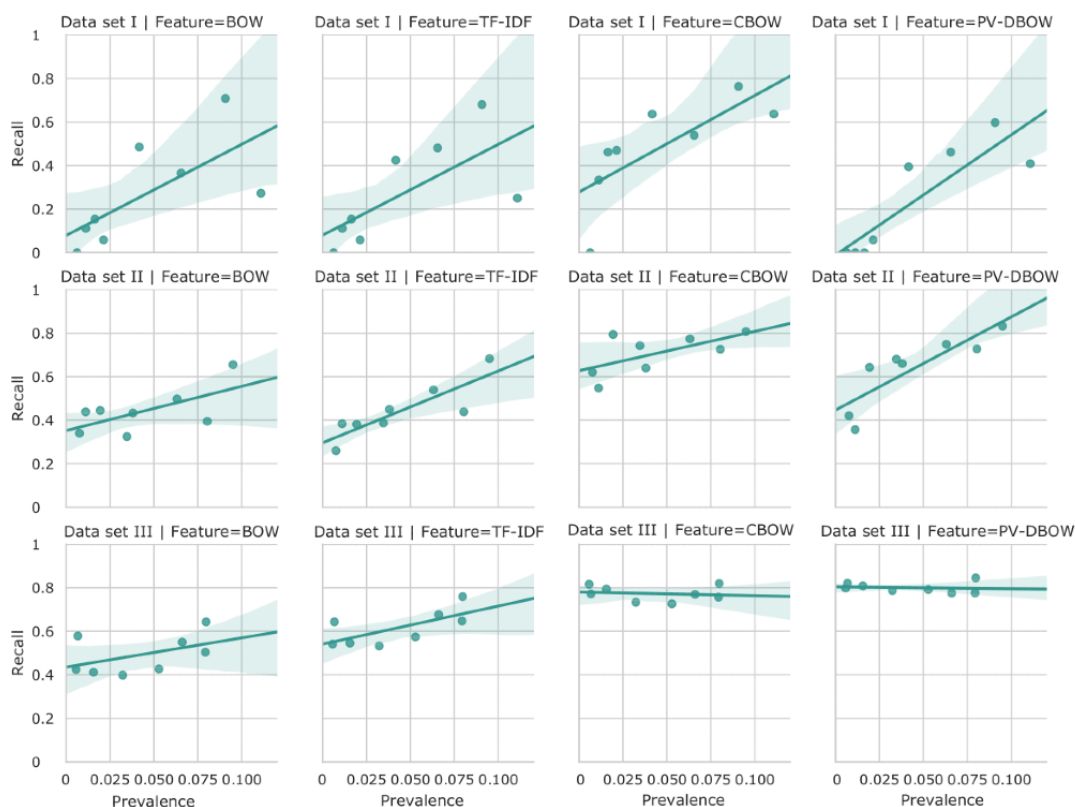 Data set I | Feature=BOW
Data set I | Feature=TF-IDF
Data set I | Feature=CBOW
Data set I | Feature=PV-DBOW
1
0.8
0.6
0.4
0.2
0
Recall
Data set II | Feature=BOW
Data set II | Feature=TF-IDF
Data set II | Feature=CBOW
Data set II | Feature=PV-DBOW
1
0.8
0.6
0.4
0.2
0
Recall
Data set III | Feature=BOW
Data set III | Feature=TF-IDF
Data set III | Feature=CBOW
Data set III | Feature=PV-DBOW
1
0.8
0.6
0.4
0.2
0
Recall
0 0.025 0.050 0.075 0.100
0 0.025 0.050 0.075 0.100
0 0.025 0.050 0.075 0.100
0 0.025 0.050 0.075 0.100
Prevalence
Prevalence
Prevalence
Prevalence